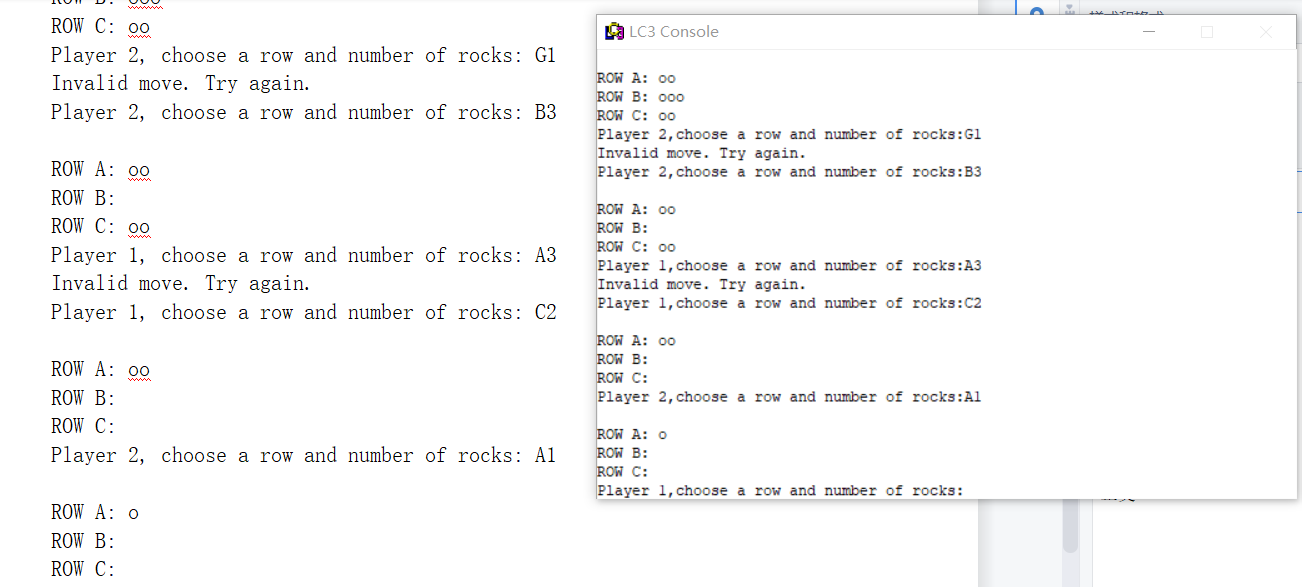 ROW B: ooo
ROW C: oo
Player 2, choose a row and number of rocks: G1
Invalid move. Try again.
Player 2, choose a row and number of rocks: B3
ROW A: oo
ROW B:
ROW C: oo
Player 1, choose a row and number of rocks: A3
Invalid move. Try again.
Player 1, choose a row and number of rocks: C2
ROW A: oo
ROW B:
ROW C:
Player 2, choose a row and number of rocks: A1
ROW A: o
ROW B:
ROW C:
LC3 Console
ROW A: oo
ROW B: ooo
ROW C: oo
Player 2,choose a row and number of rocks:G1
Invalid move. Try again.
Player 2,choose a row and number of rocks:B3
ROW A: oo
ROW B:
ROW C: oo
Player 1,choose a row and number of rocks:A3
Invalid move. Try again.
Player 1,choose a row and number of rocks:C2
ROW A: oo
ROW B:
ROW C:
Player 2,choose a row and number of rocks:A1
ROW A: o
ROW B:
ROW C:
Player 1,choose a row and number of rocks: